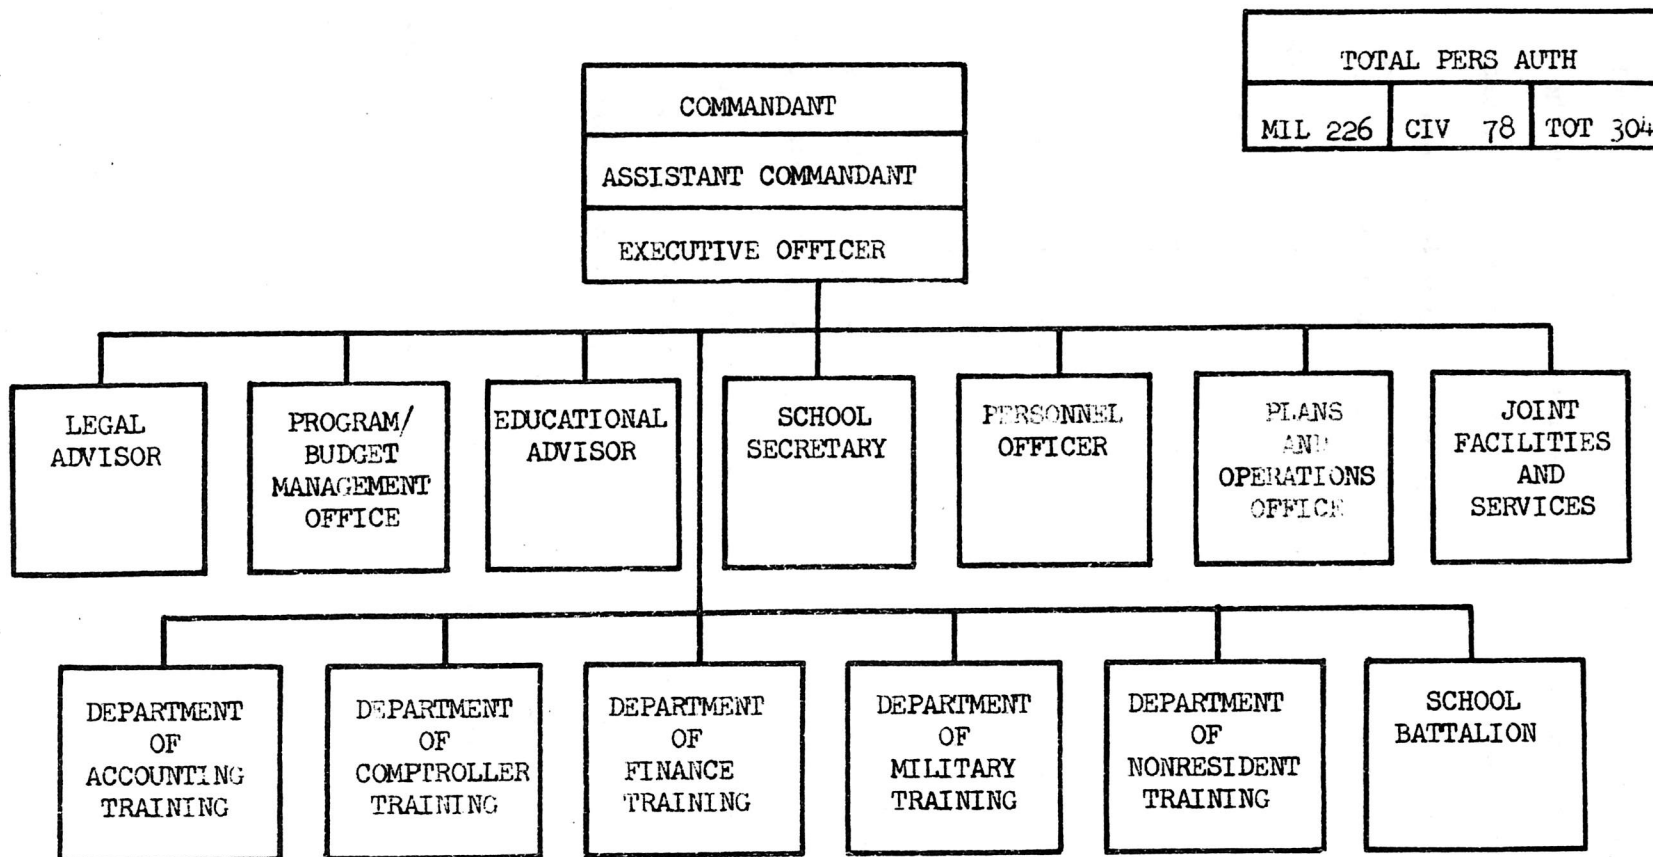 TOTAL PERS AUTH
MIL 226 CIV 78 TOT 304
COMMANDANT
ASSISTANT COMMANDANT
EXECUTIVE OFFICER
LEGAL
ADVISOR
PROGRAM/
BUDGET
MANAGEMENT
OFFICE
EDUCATIONAL
ADVISOR
SCHOOL
SECRETARY
PERSONNEL
OFFICER
PLANS
AND
OPERATIONS
OFFICE
JOINT
FACILITIES
AND
SERVICES
DEPARTMENT
OF
ACCOUNTING
TRAINING
DEPARTMENT
OF
COMPTROLLER
TRAINING
DEPARTMENT
OF
FINANCE
TRAINING
DEPARTMENT
OF
MILITARY
TRAINING
DEPARTMENT
OF
NONRESIDENT
TRAINING
SCHOOL
BATTALION